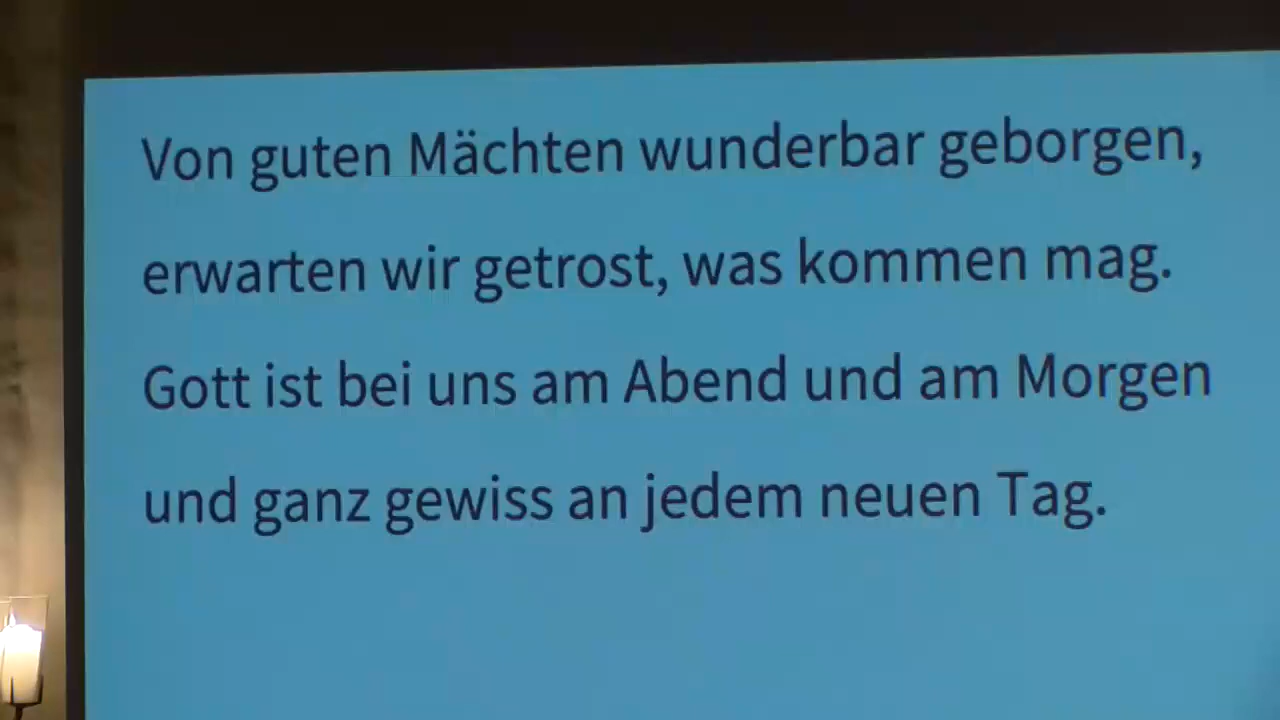 Von guten Mächten wunderbar geborgen,
erwarten wir getrost, was kommen mag.
Gott ist bei uns am Abend und am Morgen
und ganz gewiss an jedem neuen Tag.